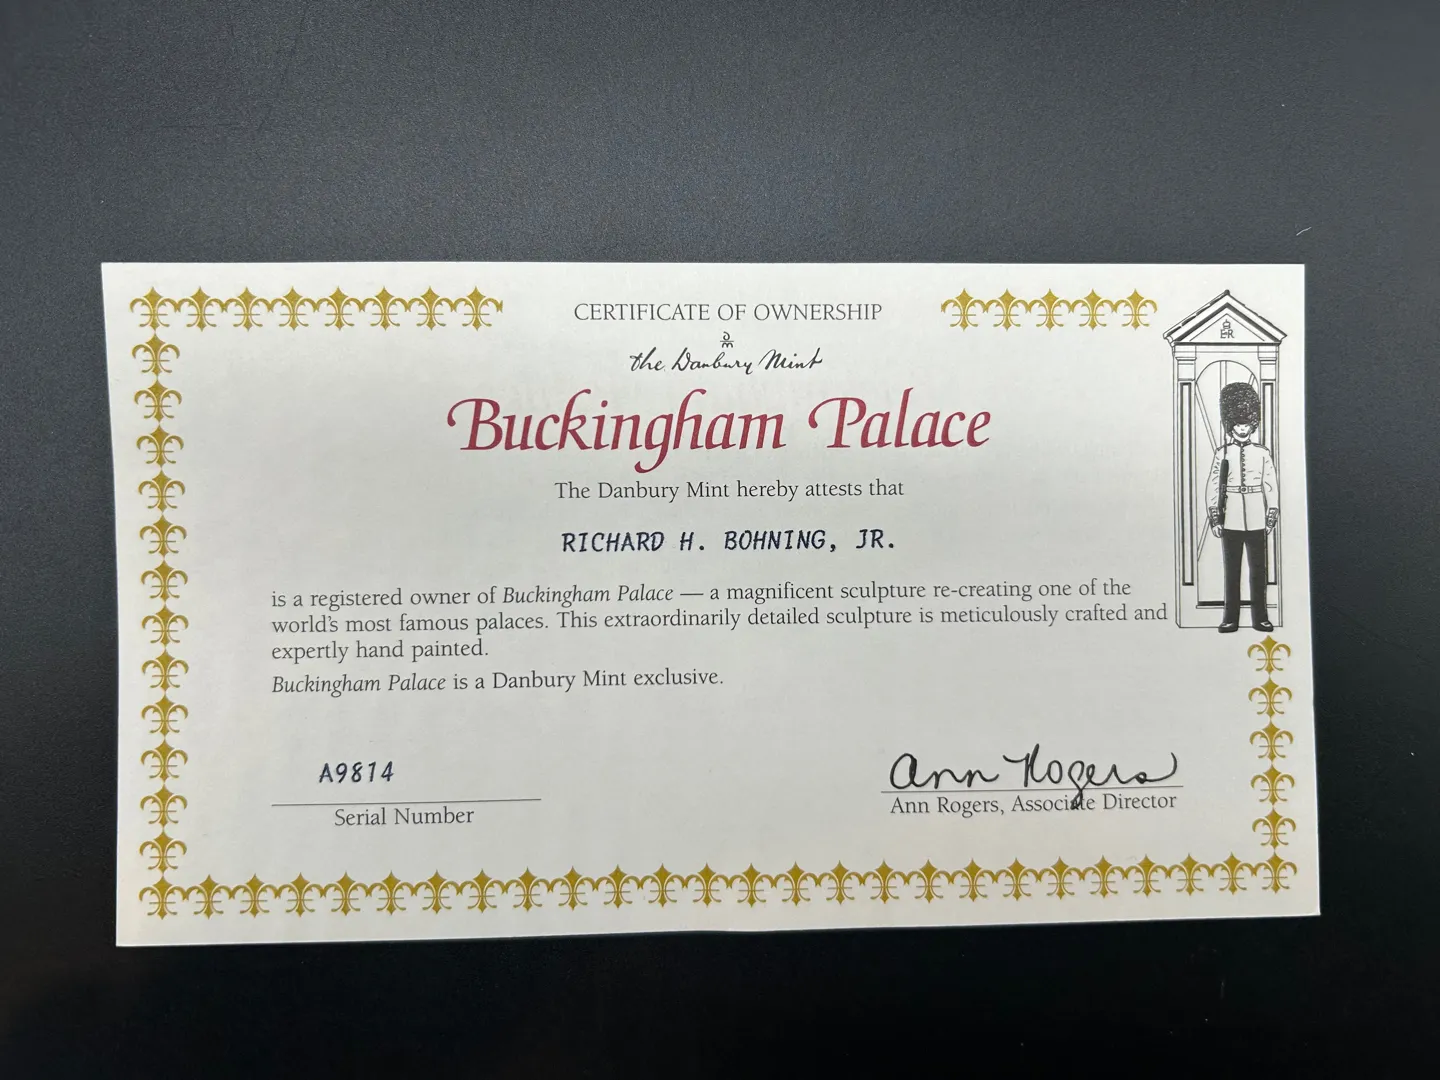 CERTIFICATE OF OWNERSHIP
DM
the Danbury Mint
Buckingham Palace
The Danbury Mint hereby attests that
RICHARD H. BOHNING, JR.
is a registered owner of Buckingham Palace — a magnificent sculpture re-creating one of the
world's most famous palaces. This extraordinarily detailed sculpture is meticulously crafted and
expertly hand painted.
Buckingham Palace is a Danbury Mint exclusive.
A9814
Serial Number
Ann Rogers
Ann Rogers, Associate Director
E R